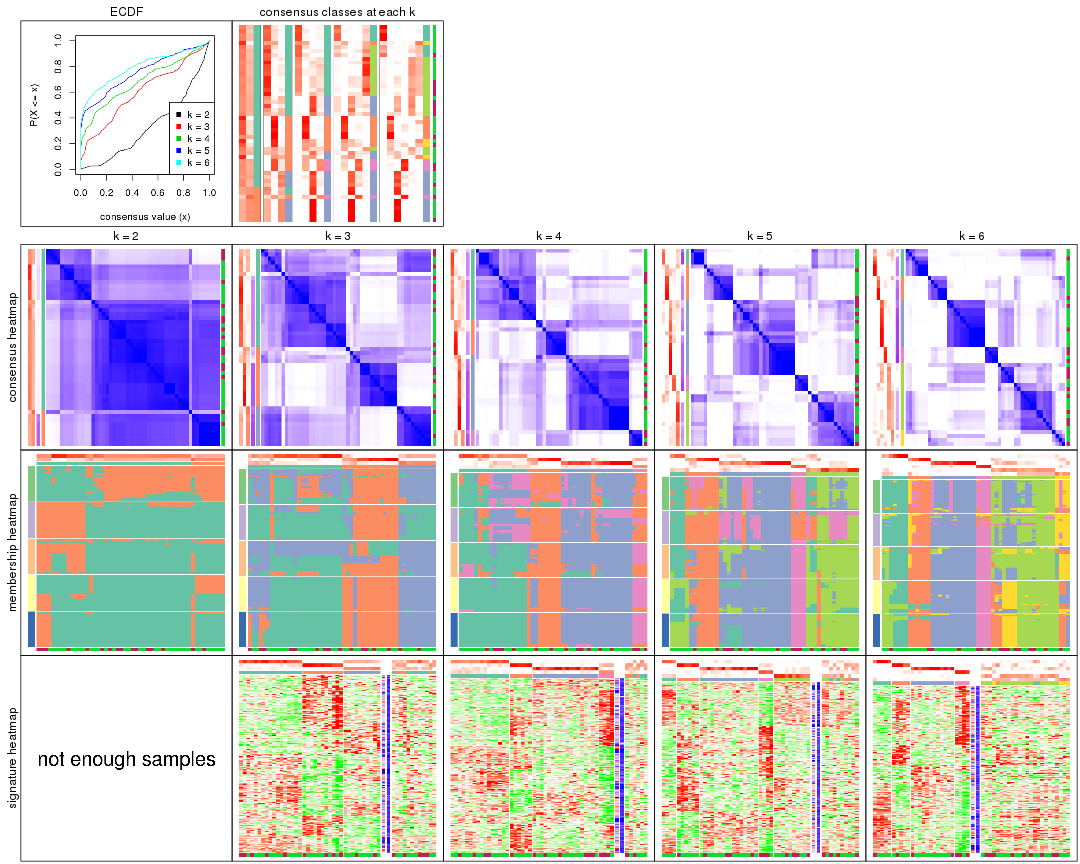 ECDF
consensus classes at each k
P(X <= x)
0.0
0.2
0.4
0.6
0.8
1.0
k = 2
k = 3
k = 4
k = 5
k = 6
0.0 0.2 0.4 0.6 0.8 1.0
consensus value (x)
k = 2
k = 3
k = 4
k = 5
k = 6
consensus heatmap
membership heatmap
signature heatmap
not enough samples